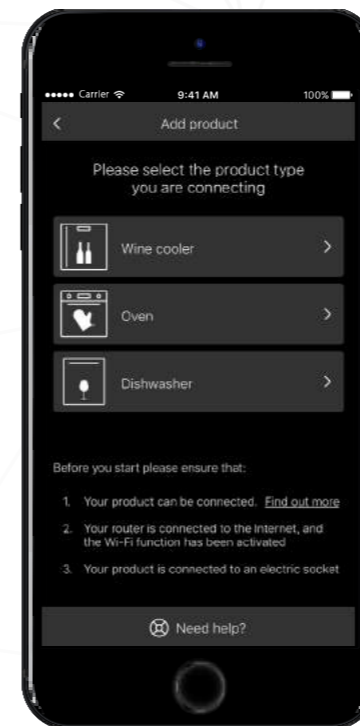 Carrier 9:41 AM 100%
Add product
Please select the product type
you are connecting
Wine cooler
Oven
Dishwasher
Before you start please ensure that:
1. Your product can be connected. Find out more
2. Your router is connected to the Internet, and
the Wi-Fi function has been activated
3. Your product is connected to an electric socket
Need help?